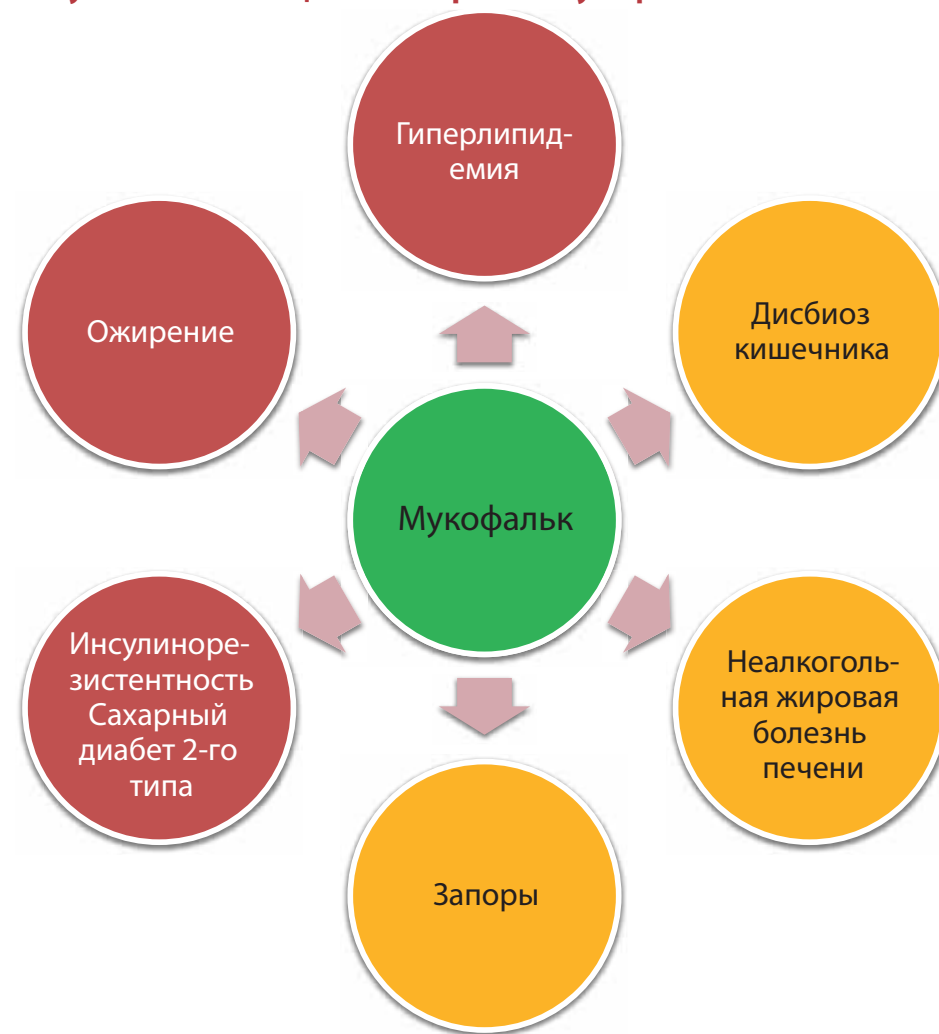 Гиперлипид-
емия
Ожирение
Дисбиоз
кишечника
Мукофальк
Инсулиноре-
зистентность
Сахарный
диабет 2-го
типа
Неалкоголь-
ная жировая
болезнь
печени
Запоры